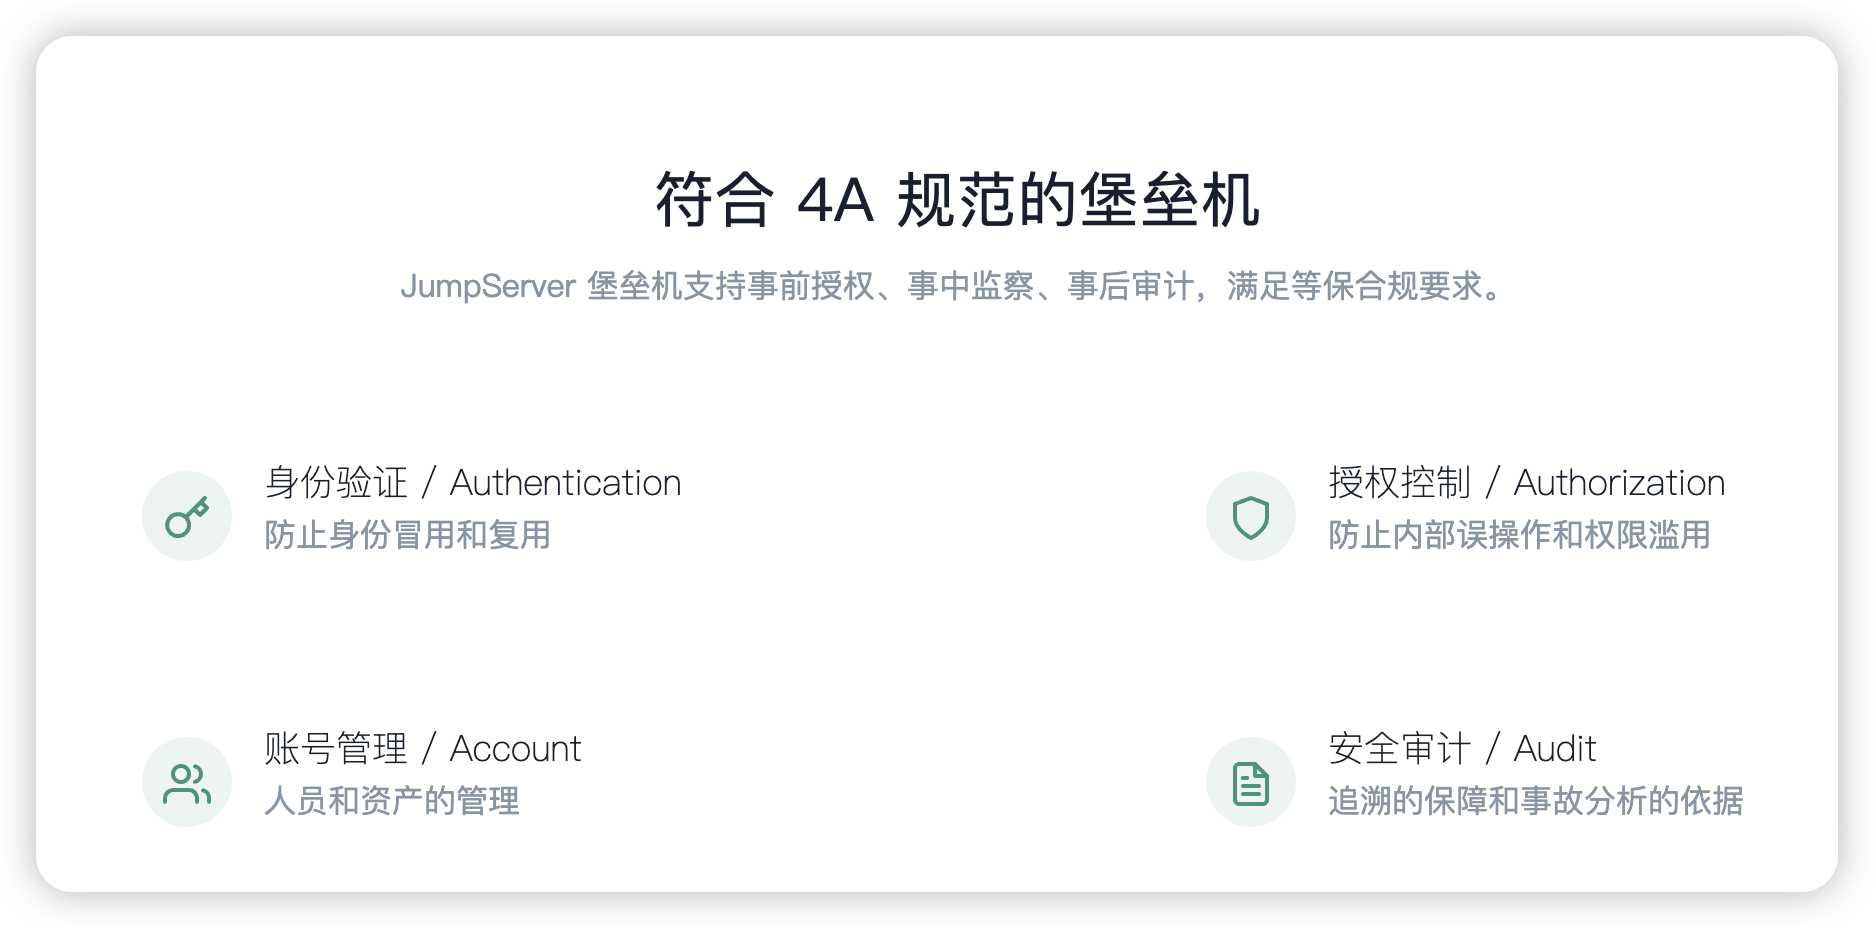 符合 4A 规范的堡垒机
JumpServer 堡垒机支持事前授权、事中监察、事后审计，满足等保合规要求。
身份验证 / Authentication
防止身份冒用和复用
授权控制 / Authorization
防止内部误操作和权限滥用
账号管理 / Account
人员和资产的管理
安全审计 / Audit
追溯的保障和事故分析的依据